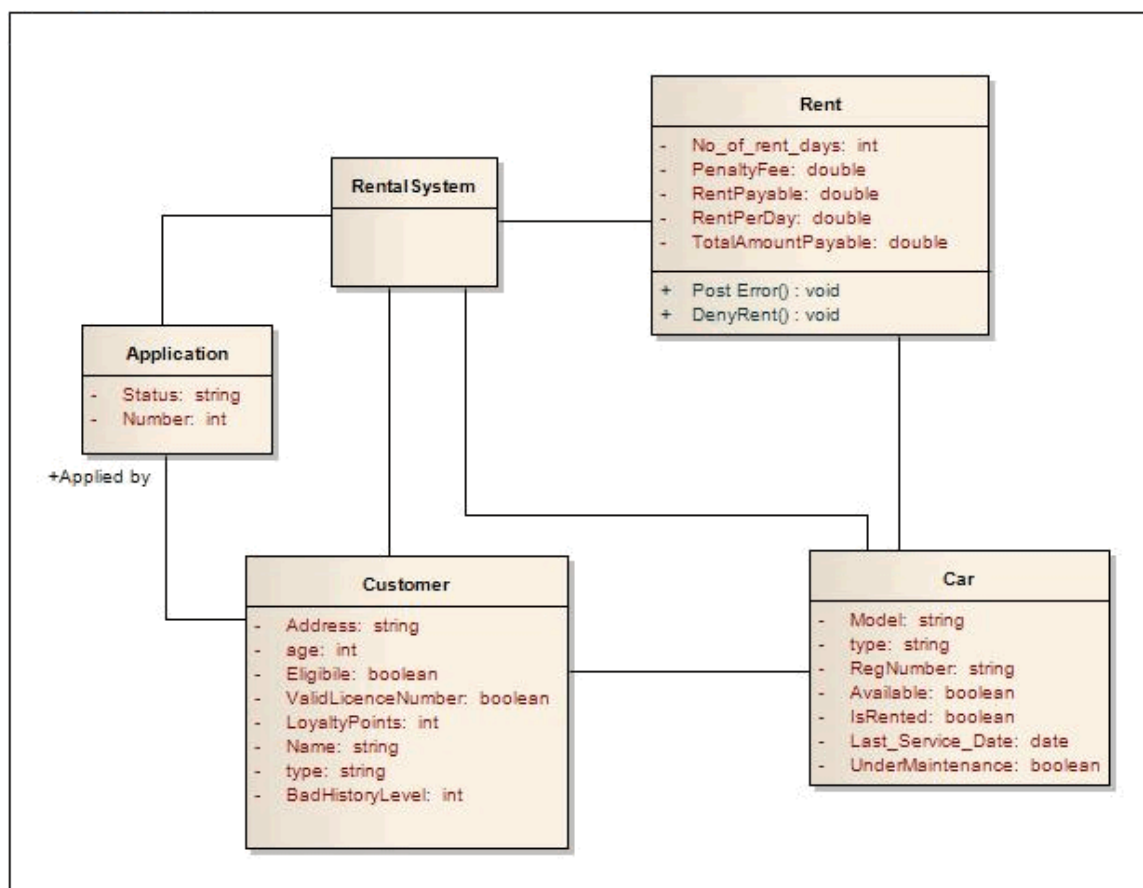 Rent
- No_of_rent_days: int
- PenaltyFee: double
- RentPayable: double
- RentPerDay: double
- TotalAmountPayable: double
+ Post Error() : void
+ DenyRent() : void
RentalSystem
Application
- Status: string
- Number: int
+Applied by
Customer
- Address: string
- age: int
- Eligibile: boolean
- ValidLicenceNumber: boolean
- LoyaltyPoints: int
- Name: string
- type: string
- BadHistoryLevel: int
Car
- Model: string
- type: string
- RegNumber: string
- Available: boolean
- IsRented: boolean
- Last_Service_Date: date
- UnderMaintenance: boolean